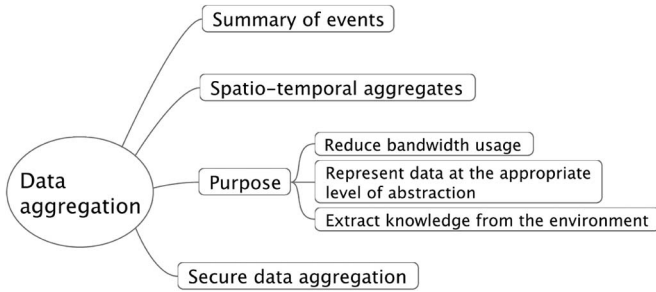 Summary of events
Spatio-temporal aggregates
Data
aggregation
Purpose
Reduce bandwidth usage
Represent data at the appropriate
level of abstraction
Extract knowledge from the environment
Secure data aggregation